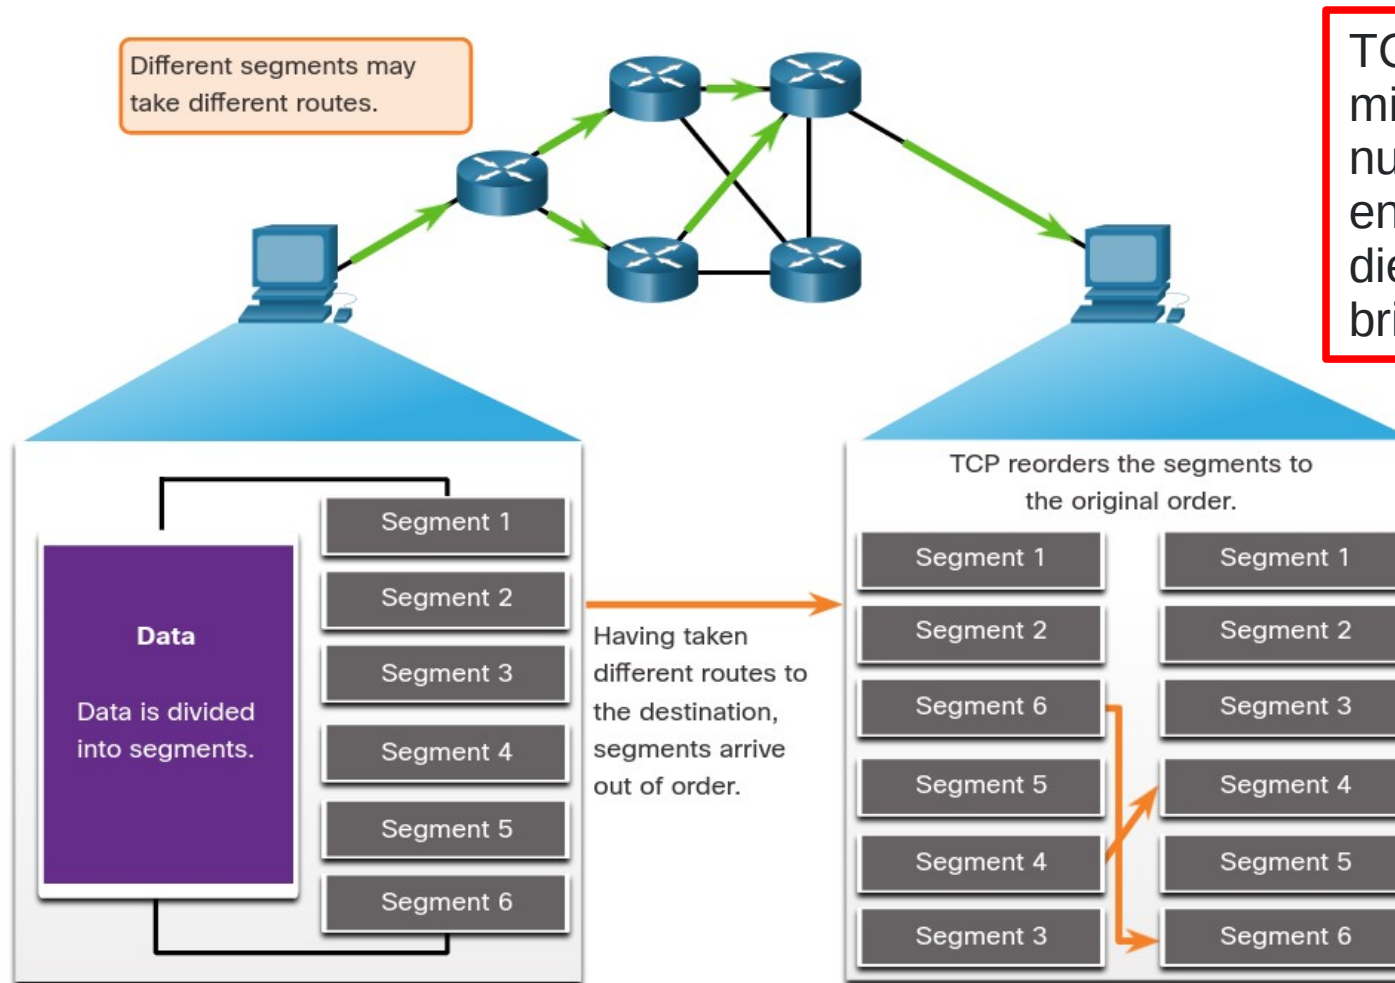 Different segments may
take different routes.
Data
Data is divided
into segments.
Segment 1
Segment 2
Segment 3
Segment 4
Segment 5
Segment 6
Having taken
different routes to
the destination,
segments arrive
out of order.
TCP reorders the segments to
the original order.
Segment 1
Segment 2
Segment 6
Segment 5
Segment 4
Segment 3
Segment 1
Segment 2
Segment 3
Segment 4
Segment 5
Segment 6